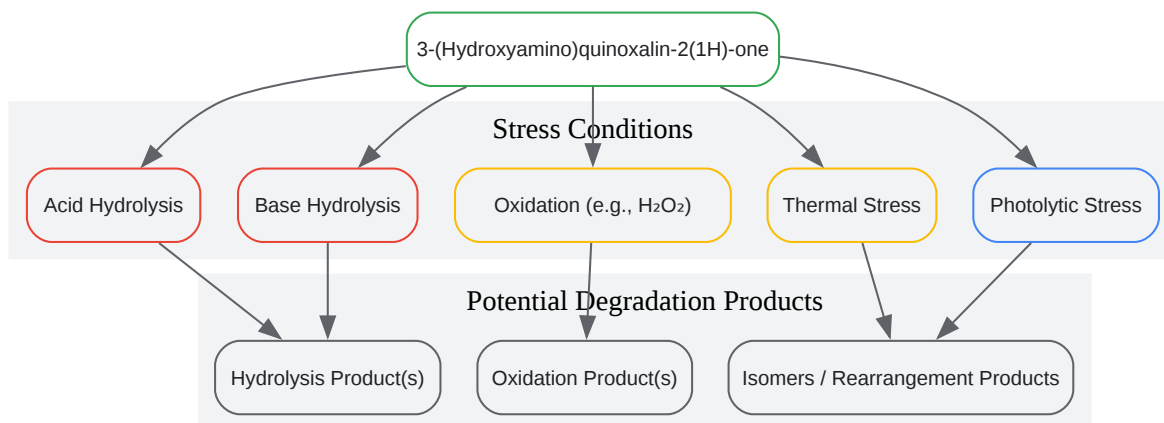 3-(Hydroxyamino)quinoxalin-2(1H)-one
Stress Conditions
Acid Hydrolysis
Base Hydrolysis
Oxidation (e.g., H₂O₂)
Thermal Stress
Photolytic Stress
Potential Degradation Products
Hydrolysis Product(s)
Oxidation Product(s)
Isomers / Rearrangement Products